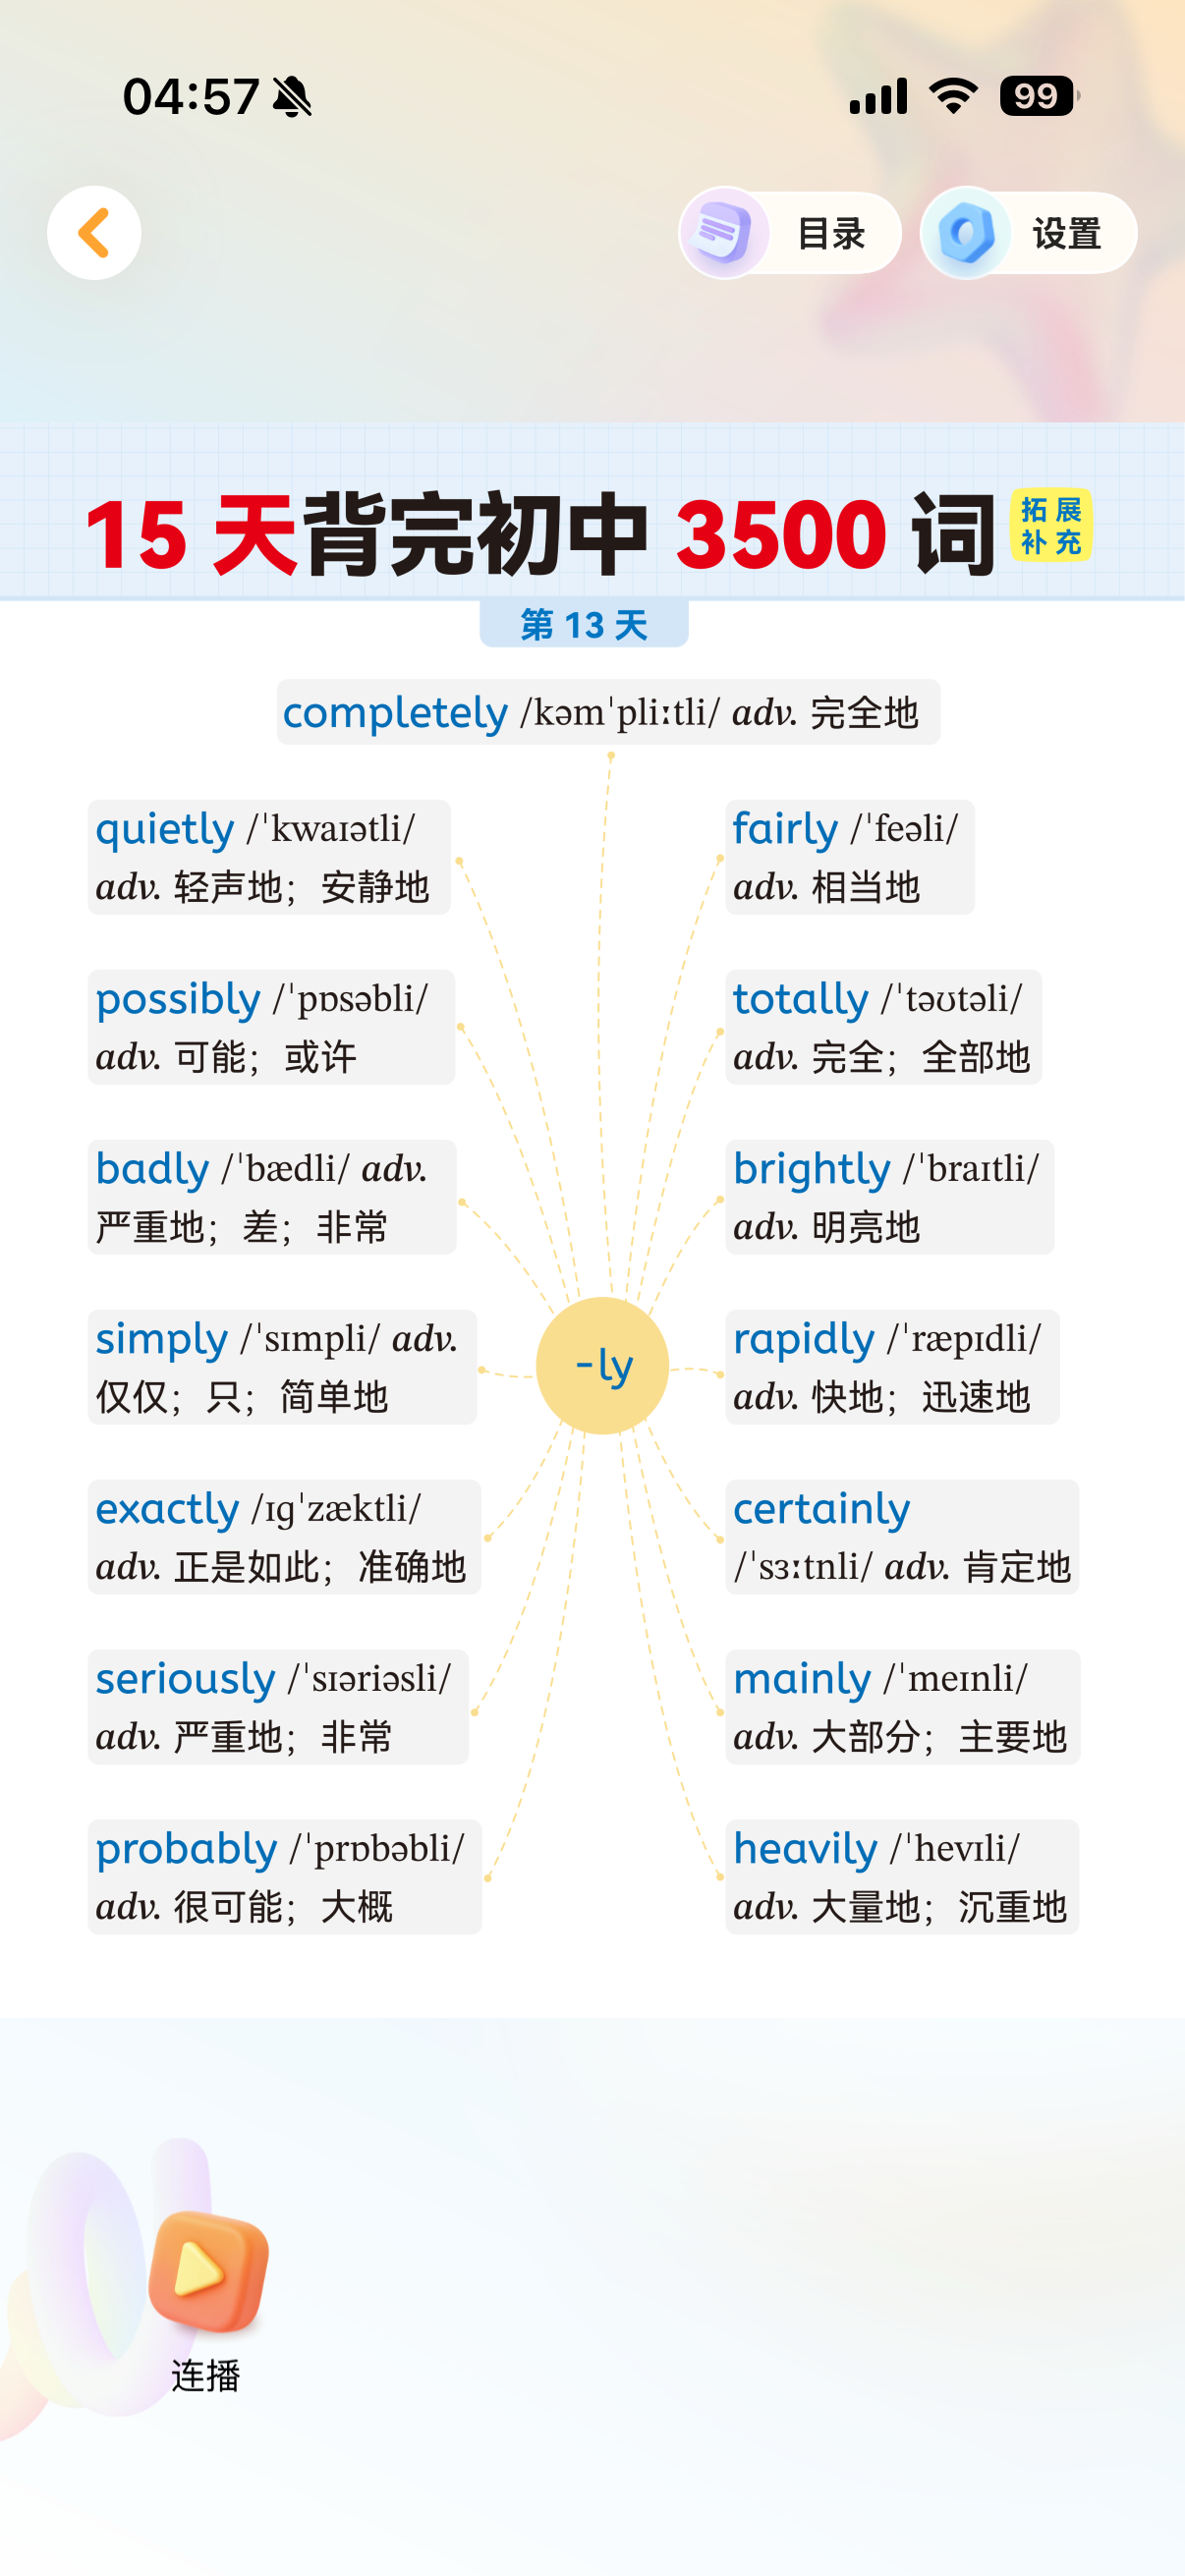 04:57
99
目录
设置
15 天背完初中 3500 词
拓展
补充
第 13 天
completely /kəmˈpliːtli/ adv. 完全地
quietly /ˈkwaɪətli/
adv. 轻声地；安静地
possibly /ˈpɒsəbli/
adv. 可能；或许
badly /ˈbædli/ adv.
严重地；差；非常
simply /ˈsɪmpli/ adv.
仅仅；只；简单地
exactly /ɪɡˈzæktli/
adv. 正是如此；准确地
seriously /ˈsɪəriəsli/
adv. 严重地；非常
probably /ˈprɒbəbli/
adv. 很可能；大概
-ly
fairly /ˈfeəli/
adv. 相当地
totally /ˈtəʊtəli/
adv. 完全；全部地
brightly /ˈbraɪtli/
adv. 明亮地
rapidly /ˈræpɪdli/
adv. 快地；迅速地
certainly
/ˈsɜːtnli/ adv. 肯定地
mainly /ˈmeɪnli/
adv. 大部分；主要地
heavily /ˈhevɪli/
adv. 大量地；沉重地
连播